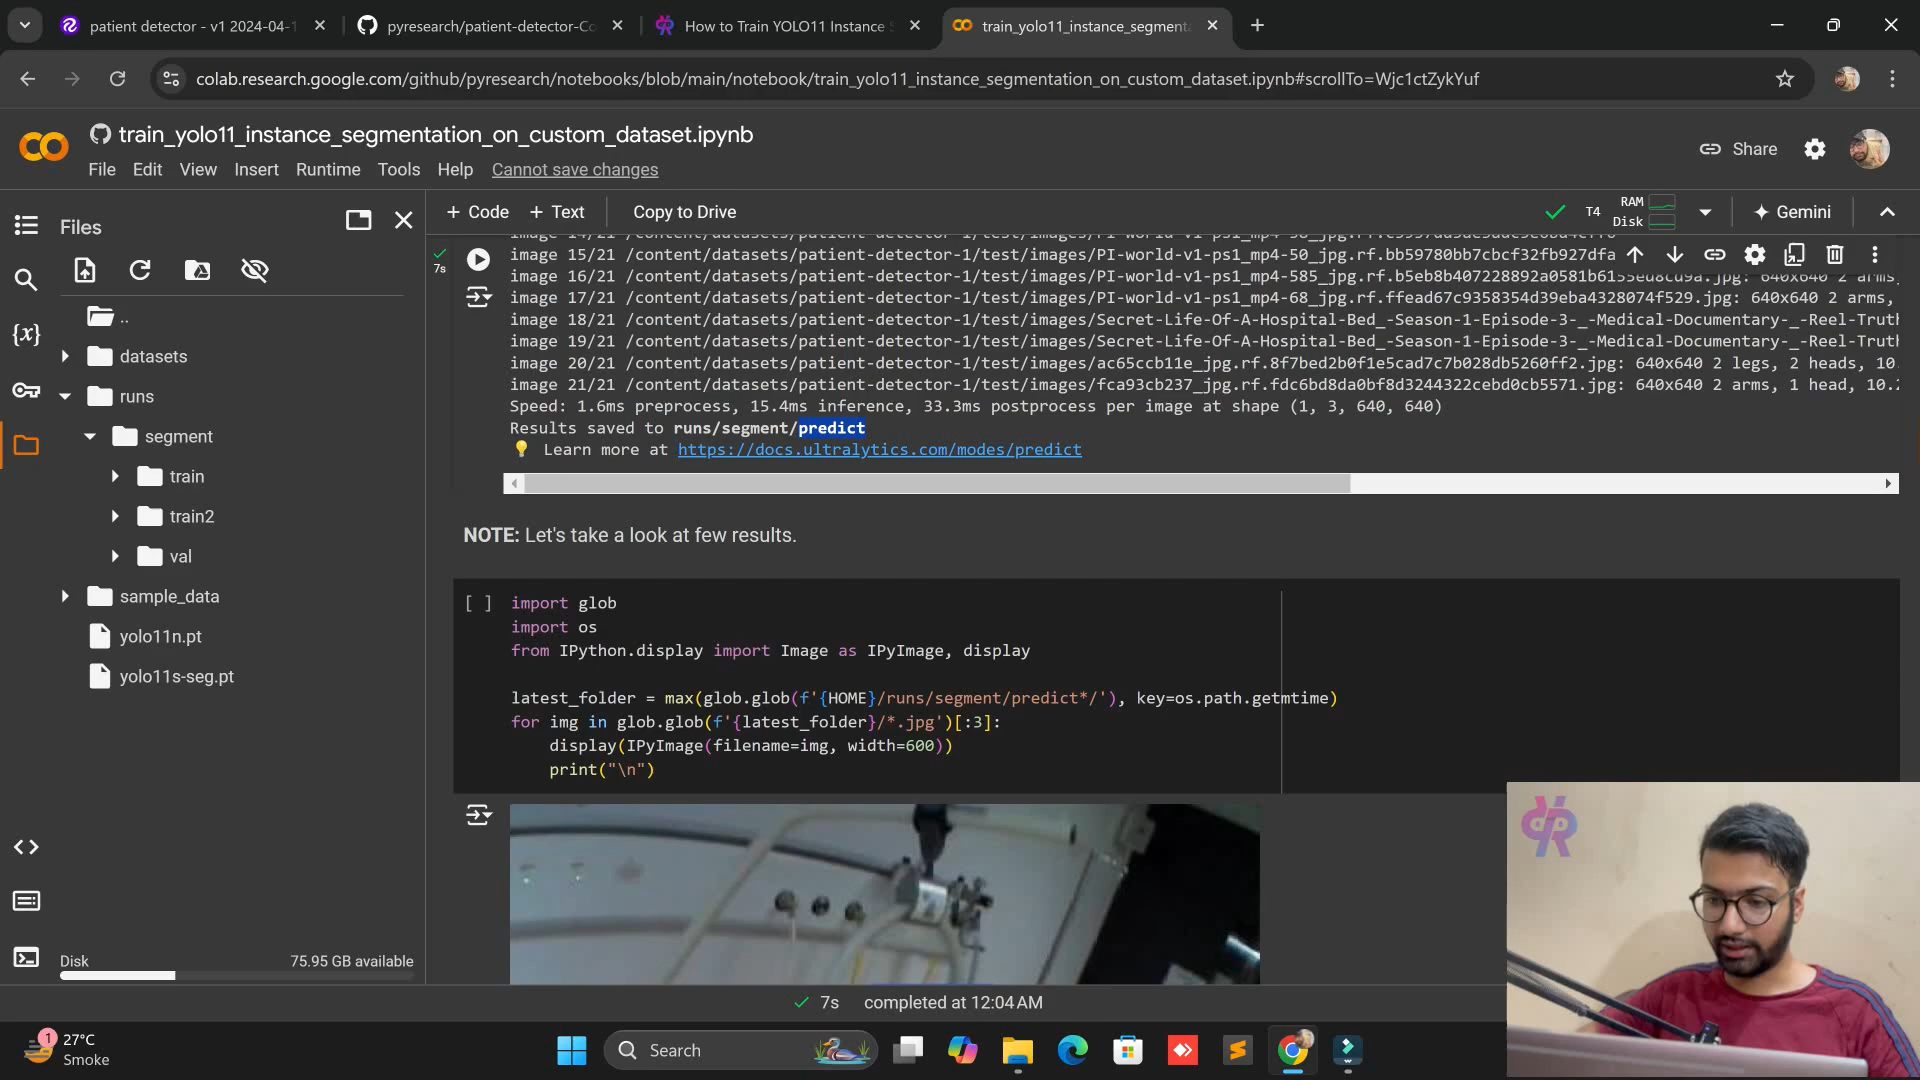 patient detector - v1 2024-04-1
pyresearch/patient-detector-Co
How to Train YOLO11 Instance S
train_yolo11_instance_segmenta
colab.research.google.com/github/pyresearch/notebooks/blob/main/notebook/train_yolo11_instance_segmentation_on_custom_dataset.ipynb#scrollTo=Wjc1ctZykYuf
train_yolo11_instance_segmentation_on_custom_dataset.ipynb
File Edit View Insert Runtime Tools Help Cannot save changes
Share
Files
+ Code + Text Copy to Drive
T4 RAM
Disk
Gemini
7s
image 15/21 /content/datasets/patient-detector-1/test/images/PI-world-v1-ps1_mp4-50_jpg.rf.bb59780bb7cbcf32fb927dfa
image 16/21 /content/datasets/patient-detector-1/test/images/PI-world-v1-ps1_mp4-585_jpg.rf.b5eb8b407228892a0581b6155ed8cd9a.jpg: 640x640 2 arms,
image 17/21 /content/datasets/patient-detector-1/test/images/PI-world-v1-ps1_mp4-68_jpg.rf.ffead67c9358354d39eba4328074f529.jpg: 640x640 2 arms,
image 18/21 /content/datasets/patient-detector-1/test/images/Secret-Life-Of-A-Hospital-Bed_-Season-1-Episode-3-_-Medical-Documentary-_-Reel-Truth
image 19/21 /content/datasets/patient-detector-1/test/images/Secret-Life-Of-A-Hospital-Bed_-Season-1-Episode-3-_-Medical-Documentary-_-Reel-Truth
image 20/21 /content/datasets/patient-detector-1/test/images/ac65ccb11e_jpg.rf.8f7bed2b0f1e5cad7c7b028db5260ff2.jpg: 640x640 2 legs, 2 heads, 10.
image 21/21 /content/datasets/patient-detector-1/test/images/fca93cb237_jpg.rf.fdc6bd8da0bf8d3244322cebd0cb5571.jpg: 640x640 2 arms, 1 head, 10.2
Speed: 1.6ms preprocess, 15.4ms inference, 33.3ms postprocess per image at shape (1, 3, 640, 640)
Results saved to runs/segment/predict
💡 Learn more at https://docs.ultralytics.com/modes/predict
NOTE: Let's take a look at few results.
[ ] import glob
import os
from IPython.display import Image as IPyImage, display
latest_folder = max(glob.glob(f'{HOME}/runs/segment/predict*/'), key=os.path.getmtime)
for img in glob.glob(f'{latest_folder}/*.jpg')[:3]:
display(IPyImage(filename=img, width=600))
print("\n")
..
datasets
runs
segment
train
train2
val
sample_data
yolo11n.pt
yolo11s-seg.pt
Disk 75.95 GB available
7s completed at 12:04 AM
1
27°C
Smoke
Search